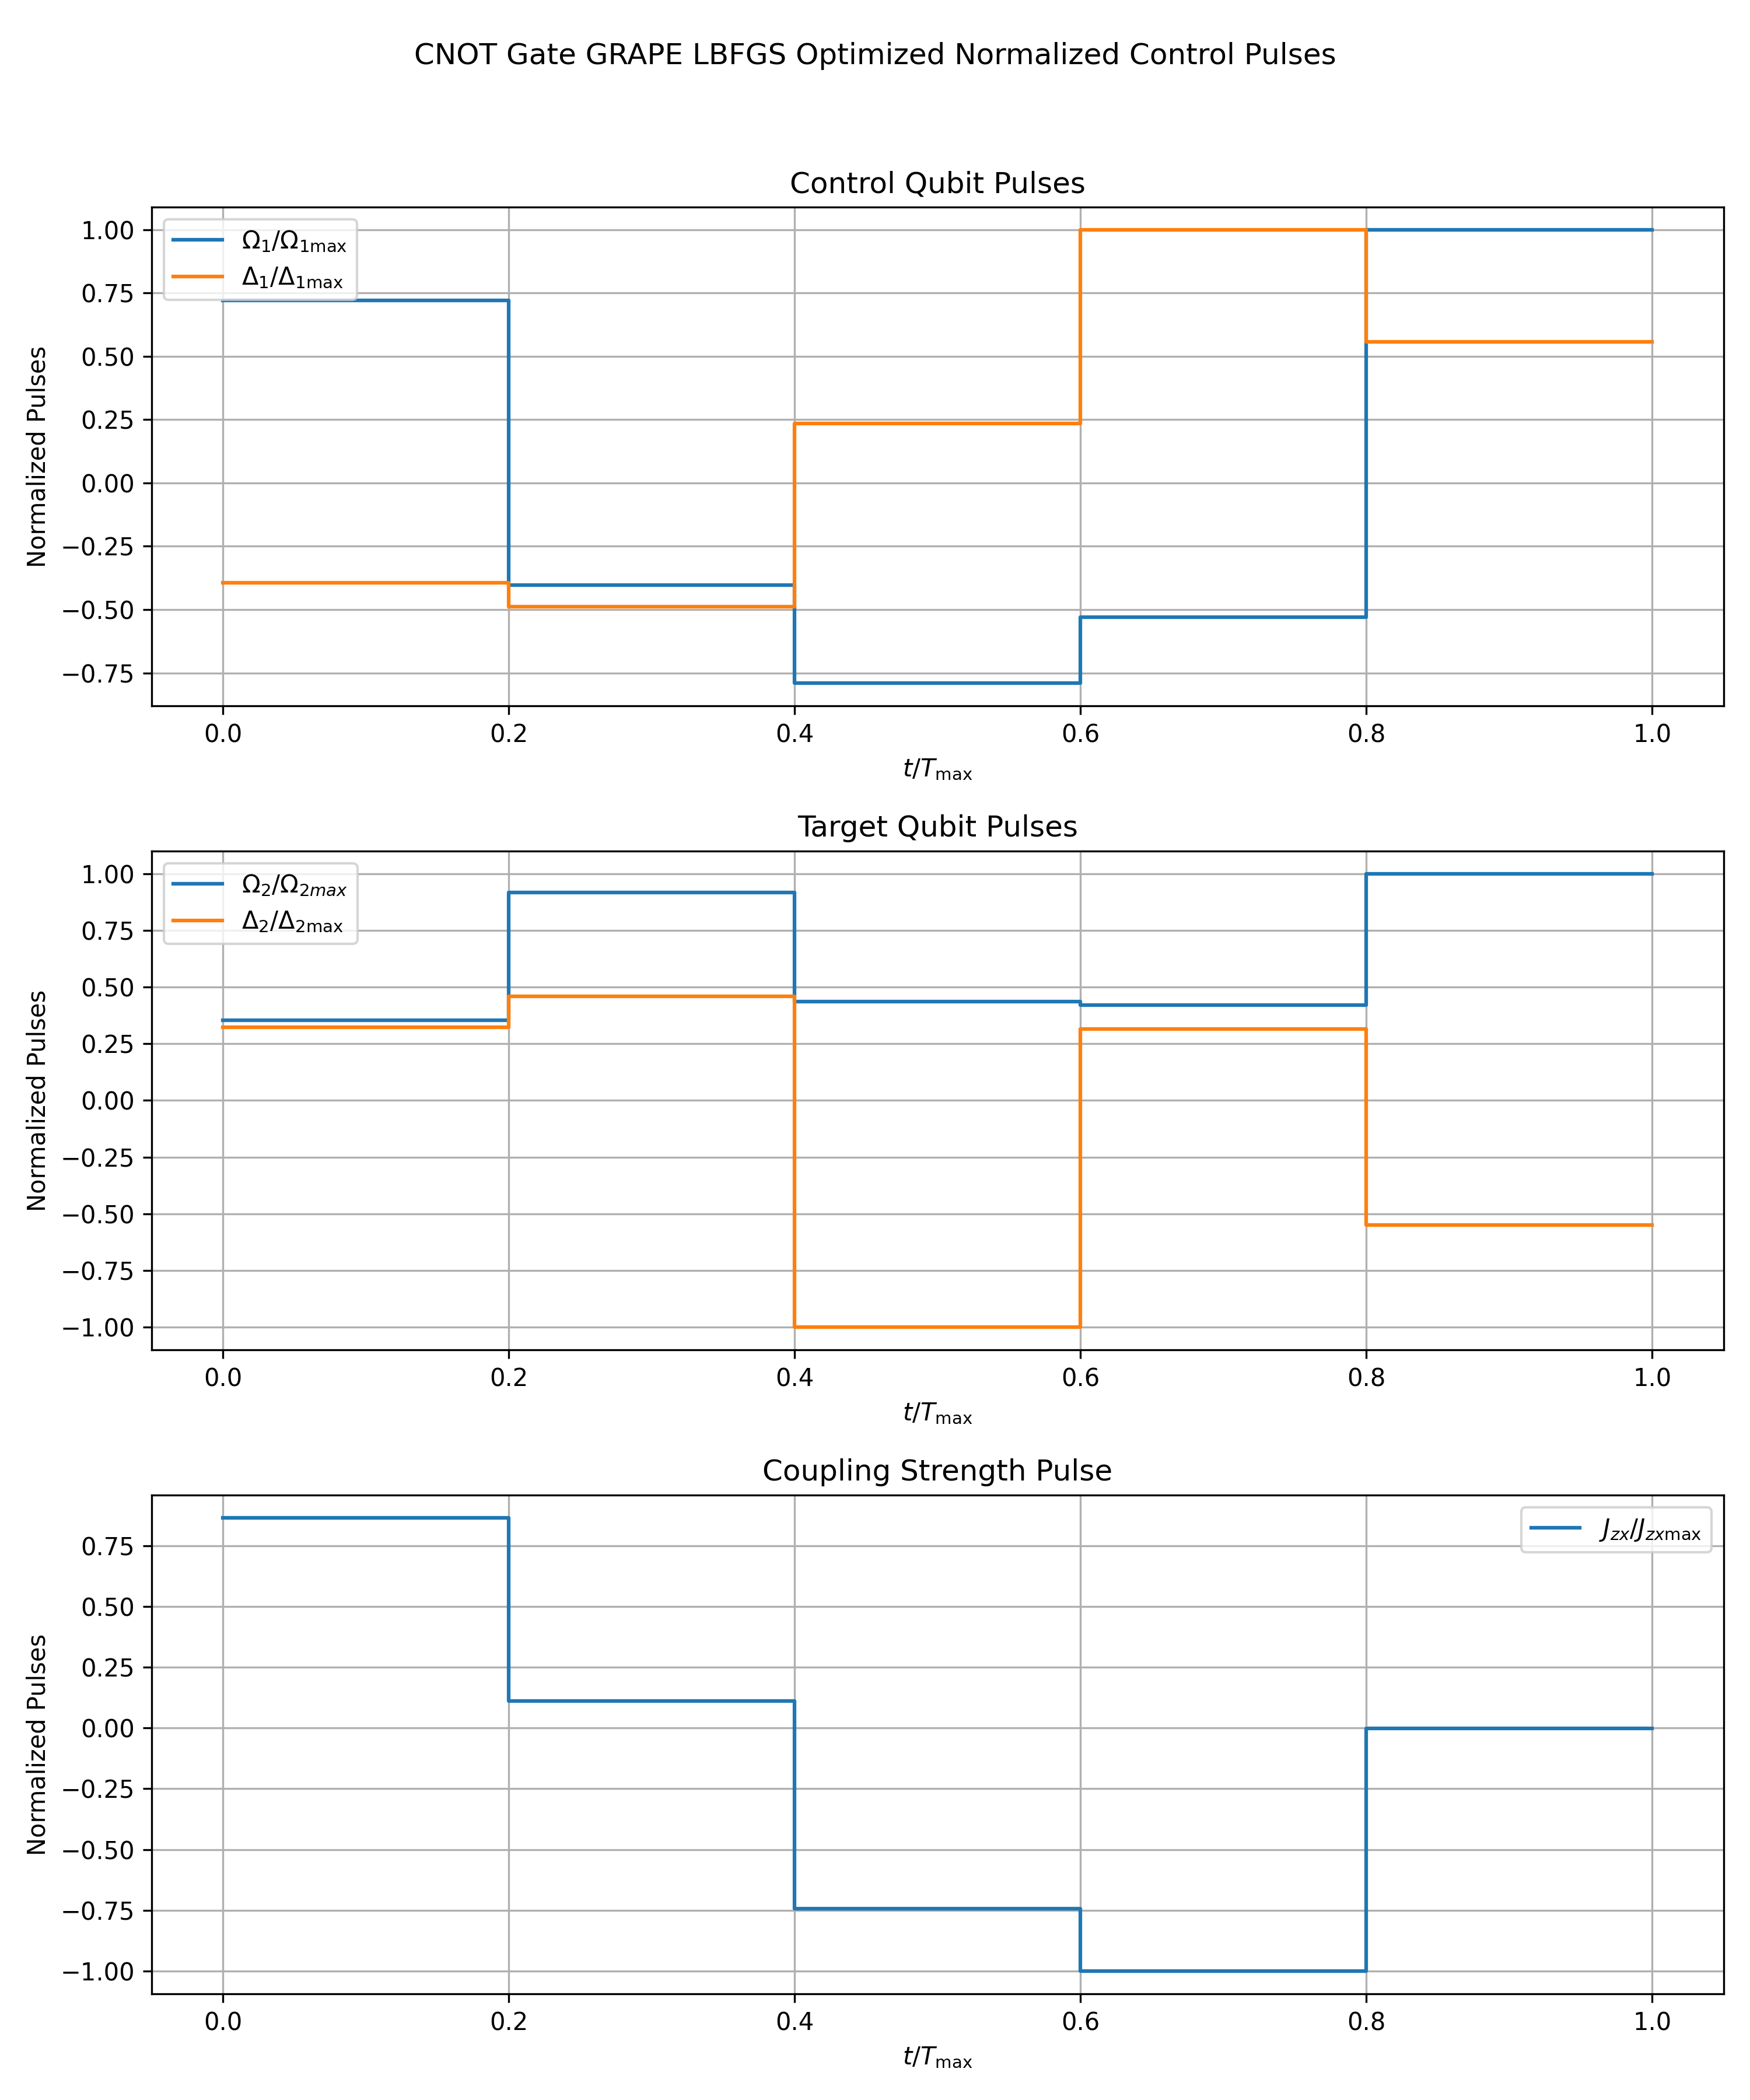 CNOT Gate GRAPE LBFGS Optimized Normalized Control Pulses
Control Qubit Pulses
Ω₁/Ω₁max
Δ₁/Δ₁max
Normalized Pulses
1.00
0.75
0.50
0.25
0.00
−0.25
−0.50
−0.75
0.0 0.2 0.4 0.6 0.8 1.0
t/Tmax
Target Qubit Pulses
Ω₂/Ω₂max
Δ₂/Δ₂max
Normalized Pulses
1.00
0.75
0.50
0.25
0.00
−0.25
−0.50
−0.75
−1.00
0.0 0.2 0.4 0.6 0.8 1.0
t/Tmax
Coupling Strength Pulse
Jzx/Jzxmax
Normalized Pulses
0.75
0.50
0.25
0.00
−0.25
−0.50
−0.75
−1.00
0.0 0.2 0.4 0.6 0.8 1.0
t/Tmax